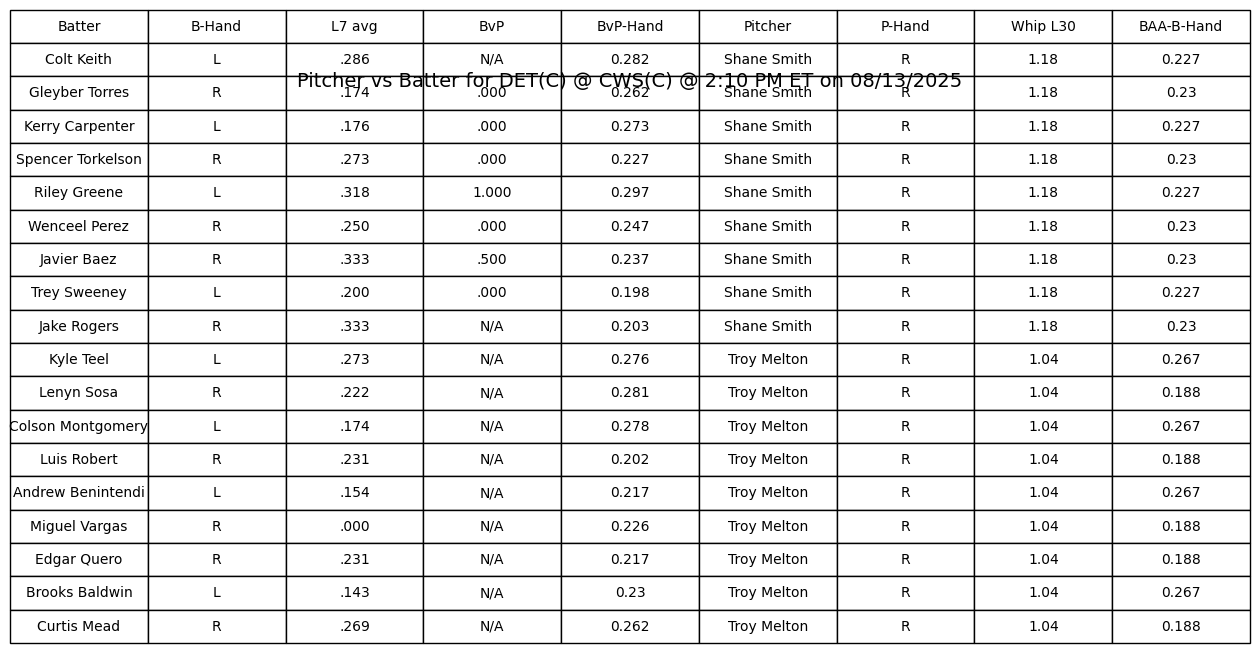 Batter B-Hand L7 avg BvP BvP-Hand Pitcher P-Hand Whip L30 BAA-B-Hand
Colt Keith L .286 N/A 0.282 Shane Smith R 1.18 0.227
Pitcher vs Batter for DET(C) @ CWS(C) @ 2:10 PM ET on 08/13/2025
Gleyber Torres R .174 .000 0.262 Shane Smith R 1.18 0.23
Kerry Carpenter L .176 .000 0.273 Shane Smith R 1.18 0.227
Spencer Torkelson R .273 .000 0.227 Shane Smith R 1.18 0.23
Riley Greene L .318 1.000 0.297 Shane Smith R 1.18 0.227
Wenceel Perez R .250 .000 0.247 Shane Smith R 1.18 0.23
Javier Baez R .333 .500 0.237 Shane Smith R 1.18 0.23
Trey Sweeney L .200 .000 0.198 Shane Smith R 1.18 0.227
Jake Rogers R .333 N/A 0.203 Shane Smith R 1.18 0.23
Kyle Teel L .273 N/A 0.276 Troy Melton R 1.04 0.267
Lenyn Sosa R .222 N/A 0.281 Troy Melton R 1.04 0.188
Colson Montgomery L .174 N/A 0.278 Troy Melton R 1.04 0.267
Luis Robert R .231 N/A 0.202 Troy Melton R 1.04 0.188
Andrew Benintendi L .154 N/A 0.217 Troy Melton R 1.04 0.267
Miguel Vargas R .000 N/A 0.226 Troy Melton R 1.04 0.188
Edgar Quero R .231 N/A 0.217 Troy Melton R 1.04 0.188
Brooks Baldwin L .143 N/A 0.23 Troy Melton R 1.04 0.267
Curtis Mead R .269 N/A 0.262 Troy Melton R 1.04 0.188